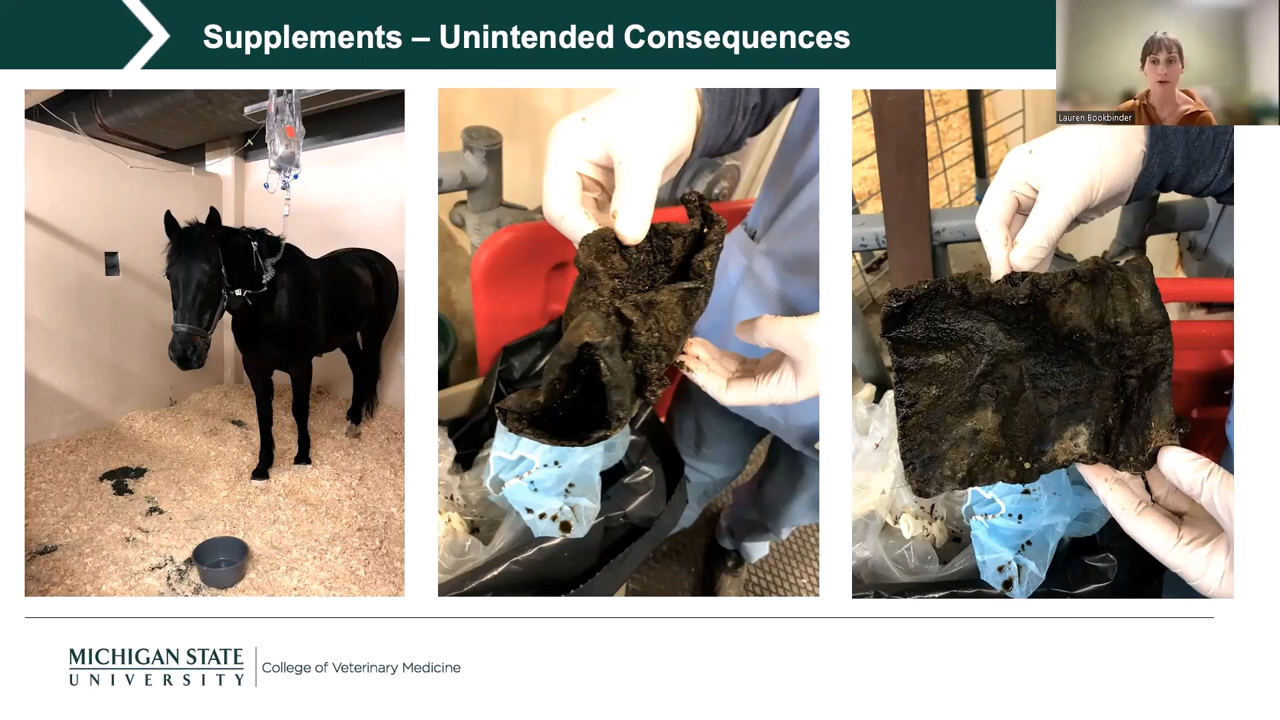 Supplements – Unintended Consequences
Lauren Bookbinder
MICHIGAN STATE
UNIVERSITY
College of Veterinary Medicine